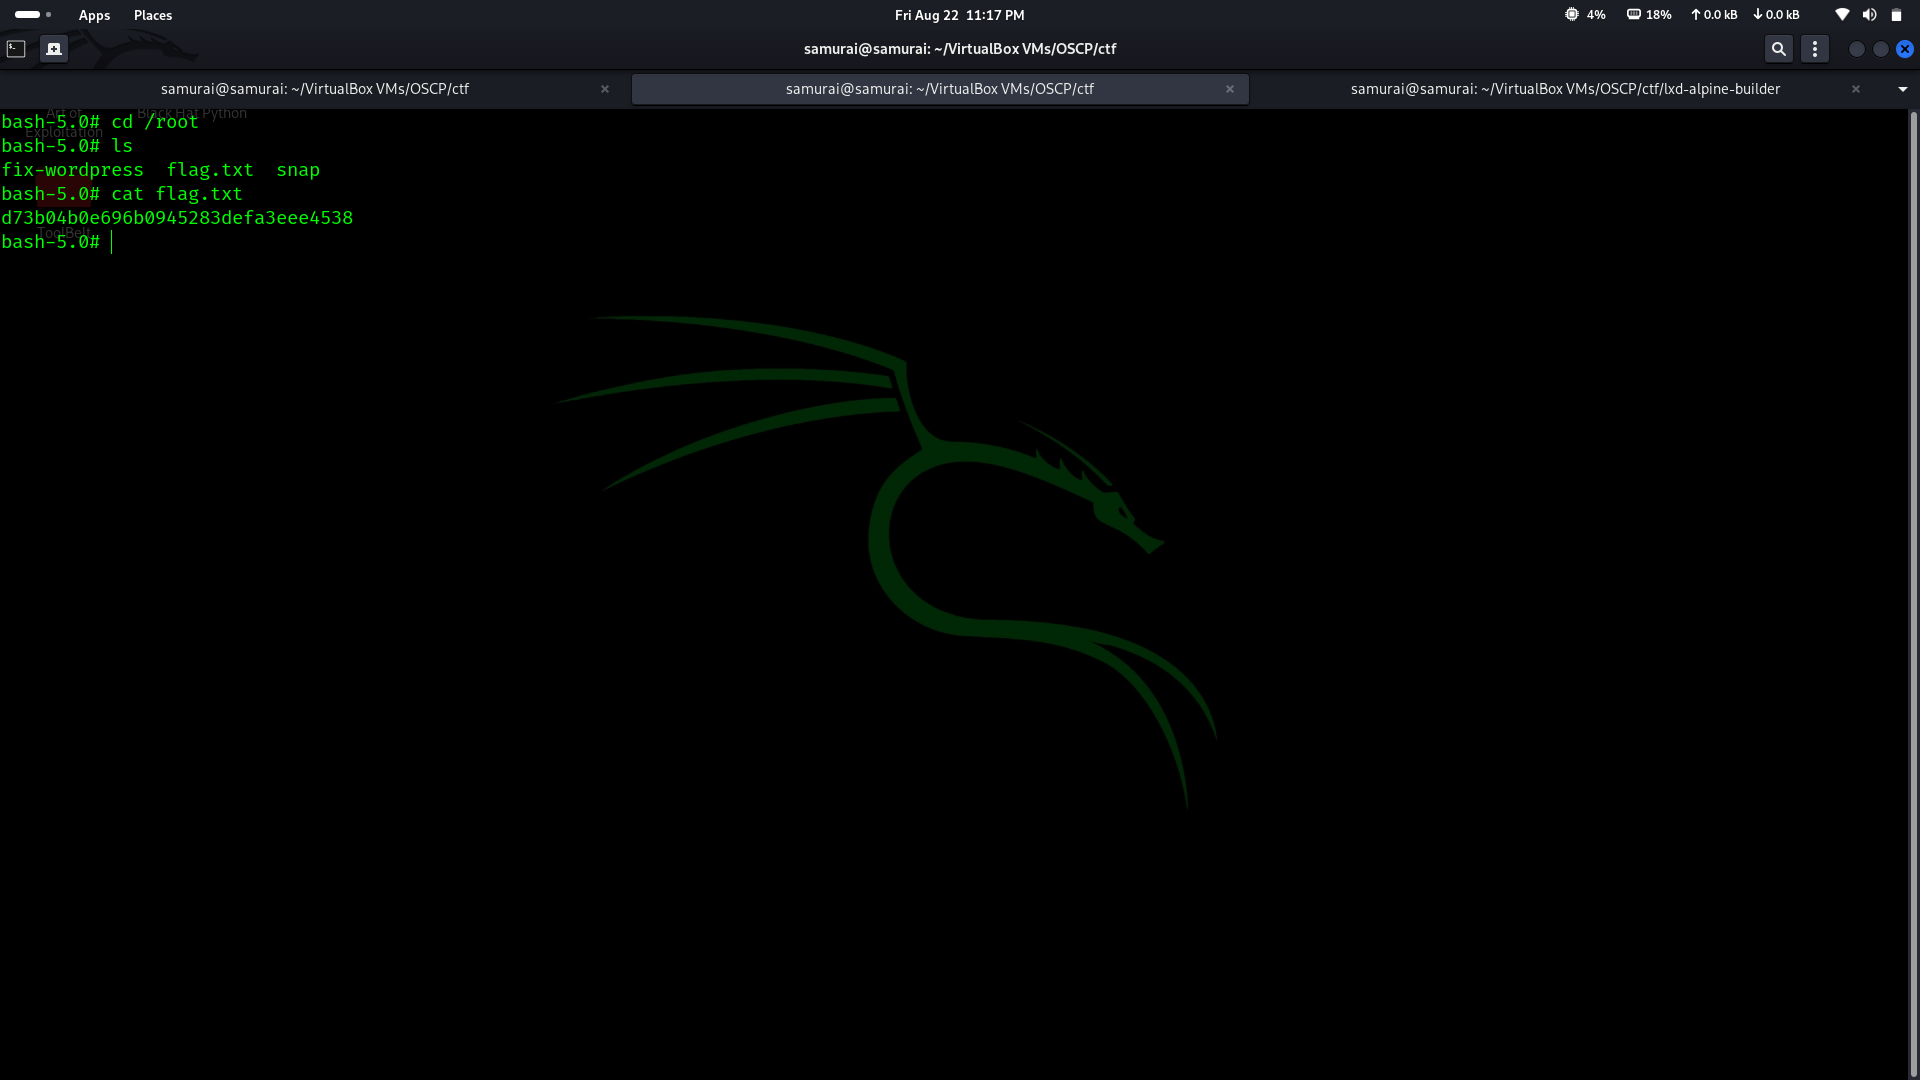 Apps Places Fri Aug 22 11:17 PM 4% 18% ↑ 0.0 kB ↓ 0.0 kB
samurai@samurai: ~/VirtualBox VMs/OSCP/ctf
samurai@samurai: ~/VirtualBox VMs/OSCP/ctf samurai@samurai: ~/VirtualBox VMs/OSCP/ctf samurai@samurai: ~/VirtualBox VMs/OSCP/ctf/lxd-alpine-builder
Art of Black Hat Python
bash-5.0# cd /root
Exploitation
bash-5.0# ls
fix-wordpress flag.txt snap
bash-5.0# cat flag.txt
d73b04b0e696b0945283defa3eee4538
ToolBelt
bash-5.0#